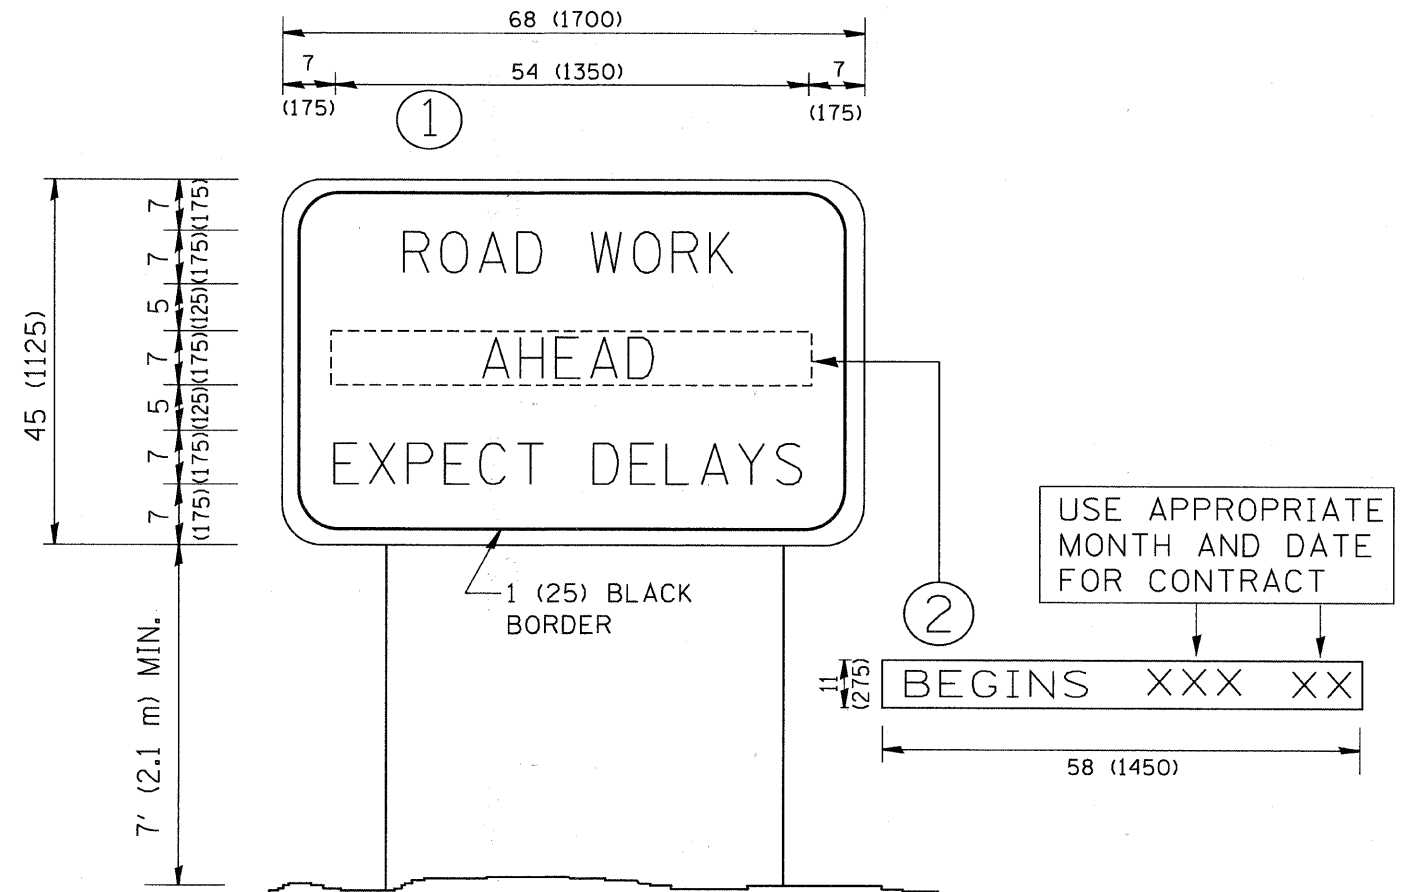 68 (1700)
7
54 (1350)
7
(175)
(175)
1
45 (1125)
7 (175)
7 (175)
5 (125)
7 (175)
5 (125)
7 (175)
7 (175)
ROAD WORK
AHEAD
EXPECT DELAYS
1 (25) BLACK
BORDER
7' (2.1 m) MIN.
2
USE APPROPRIATE
MONTH AND DATE
FOR CONTRACT
11
(275)
BEGINS XXX XX
58 (1450)